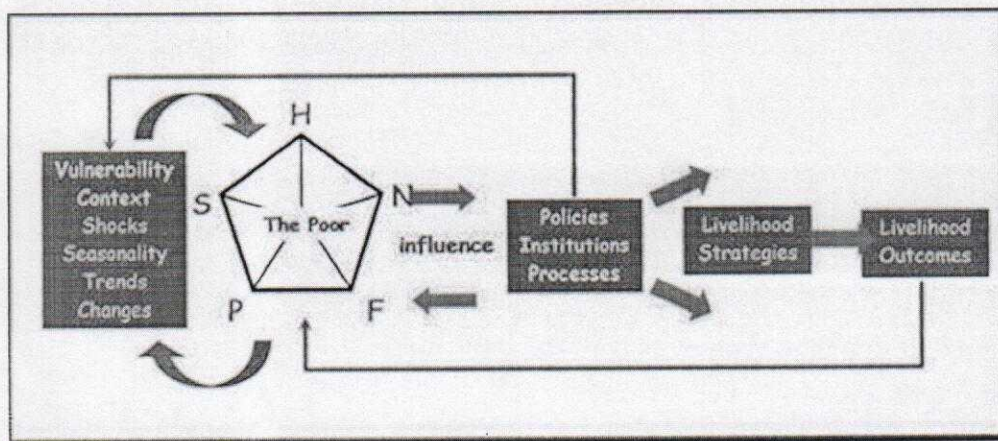 Vulnerability
Context
Shocks
Seasonality
Trends
Changes
H
S
N
The Poor
P
F
influence
Policies
Institutions
Processes
Livelihood
Strategies
Livelihood
Outcomes